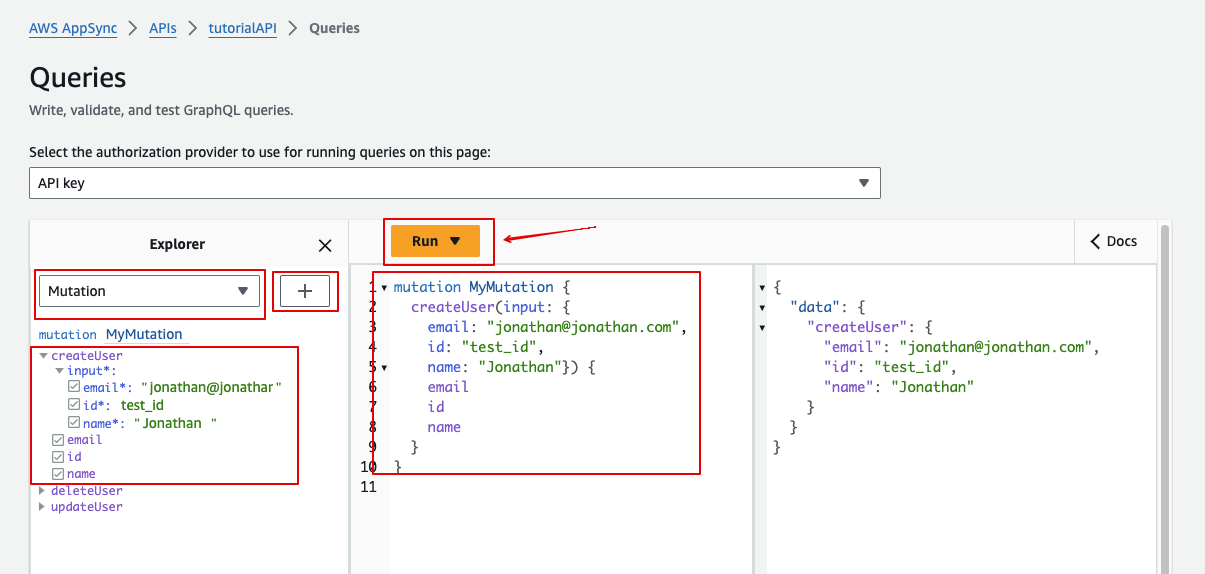 AWS AppSync > APIs > tutorialAPI > Queries
Queries
Write, validate, and test GraphQL queries.
Select the authorization provider to use for running queries on this page:
API key
Explorer
Mutation
mutation MyMutation
createUser
input*:
email*: "jonathan@jonathar"
id*: test_id
name*: "Jonathan "
email
id
name
deleteUser
updateUser
Run
Docs
1 mutation MyMutation {
2 createUser(input: {
3 email: "jonathan@jonathan.com",
4 id: "test_id",
5 name: "Jonathan"}) {
6 email
7 id
8 name
9 }
10 }
11
{
"data": {
"createUser": {
"email": "jonathan@jonathan.com",
"id": "test_id",
"name": "Jonathan"
}
}
}